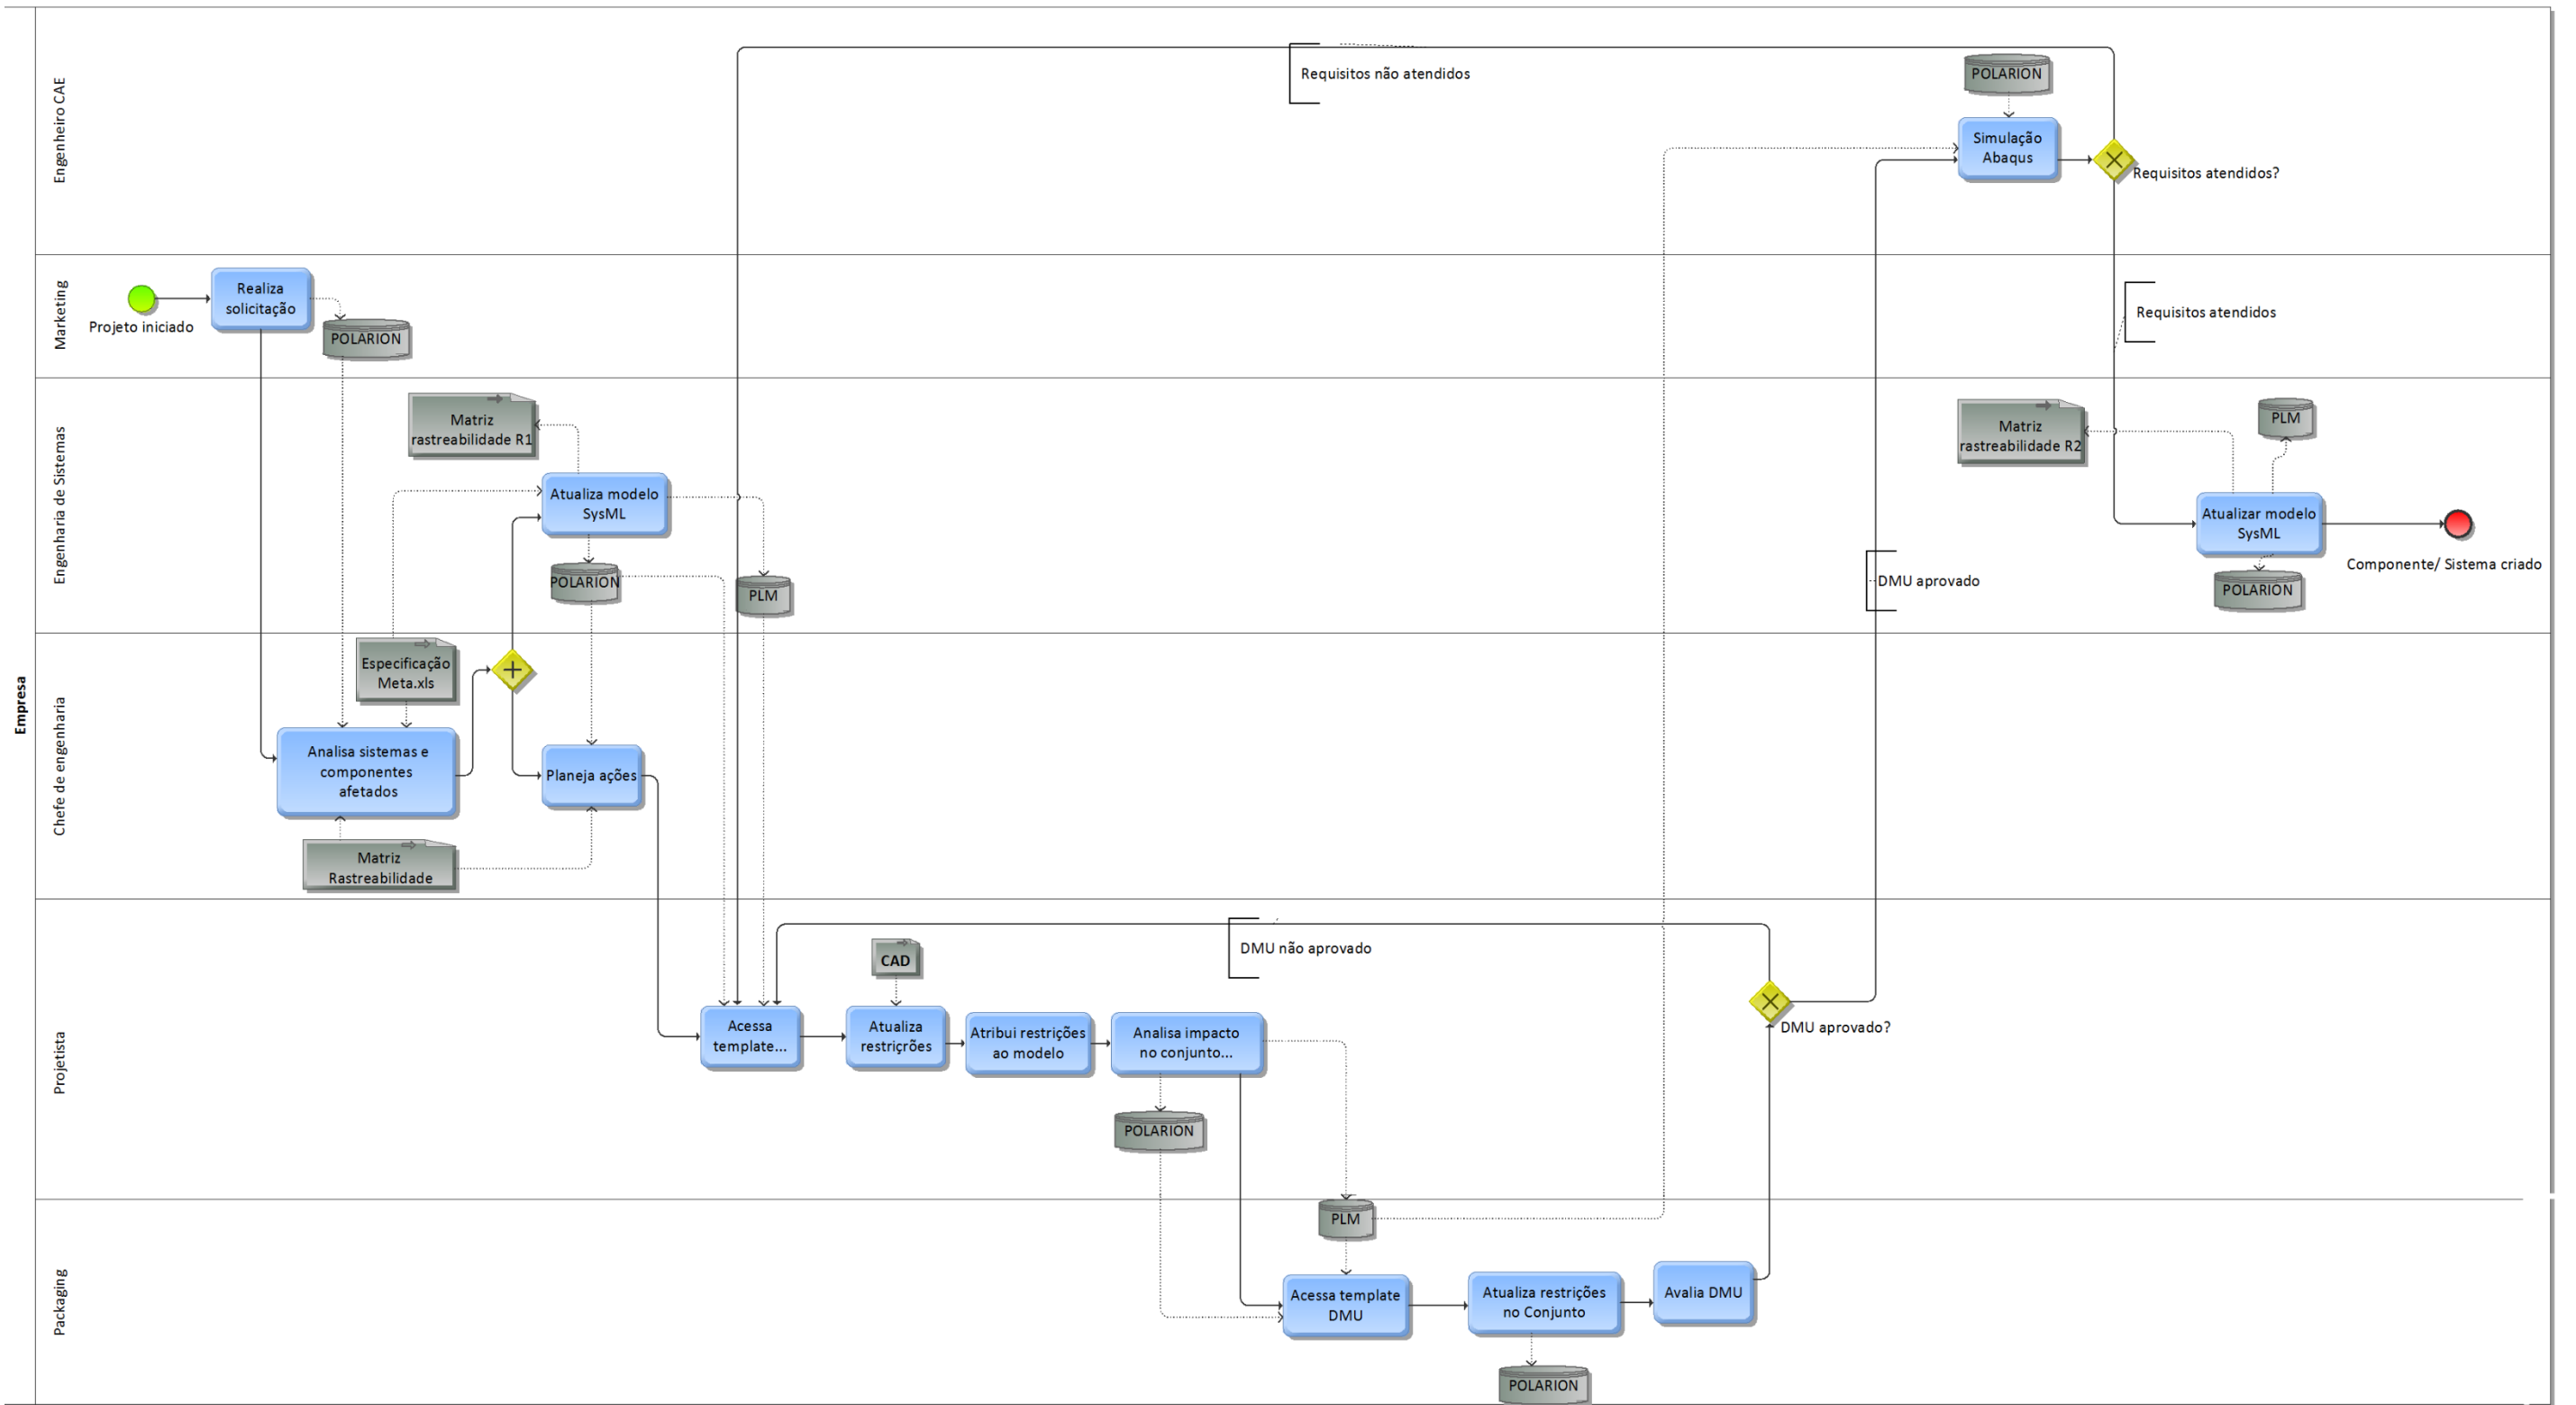 Empresa
Engenheiro CAE
Requisitos não atendidos
POLARION
Simulação
Abaqus
Requisitos atendidos?
Marketing
Projeto iniciado
Realiza
solicitação
POLARION
Requisitos atendidos
Engenharia de Sistemas
Matriz
rastreabilidade R1
Atualiza modelo
SysML
POLARION
PLM
DMU aprovado
Matriz
rastreabilidade R2
PLM
Atualizar modelo
SysML
POLARION
Componente/ Sistema criado
Chefe de engenharia
Especificação
Meta.xls
Analisa sistemas e
componentes
afetados
Planeja ações
Matriz
Rastreabilidade
Projetista
DMU não aprovado
CAD
Acessa
template...
Atualiza
restricrões
Atribui restrições
ao modelo
Analisa impacto
no conjunto...
DMU aprovado?
POLARION
Packaging
PLM
Acessa template
DMU
Atualiza restrições
no Conjunto
Avalia DMU
POLARION